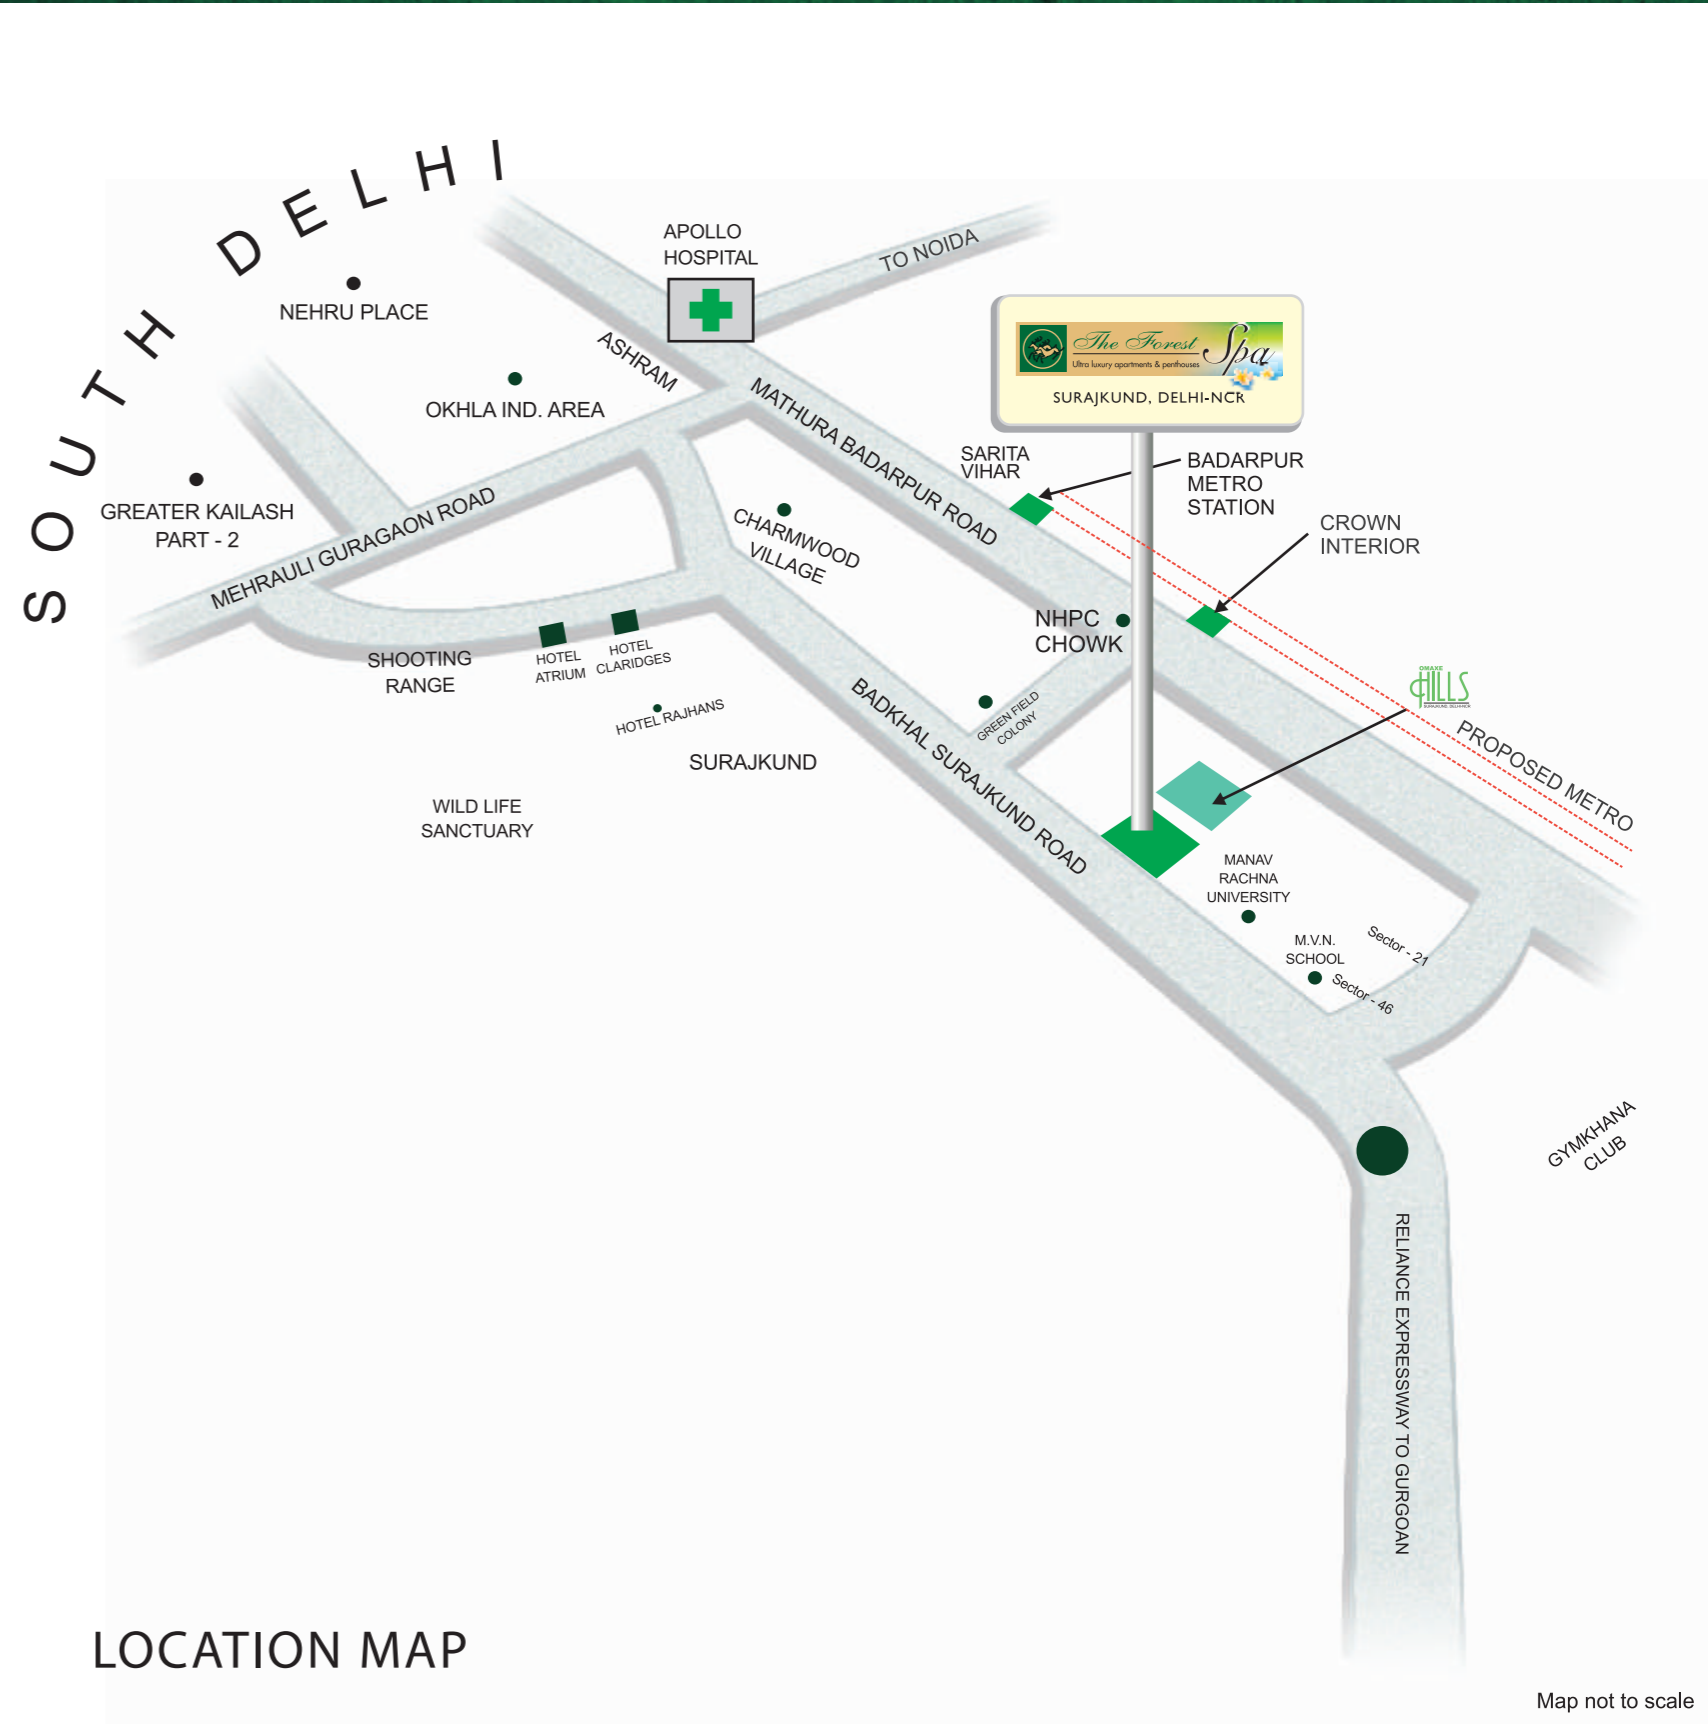 SOUTH DELHI
NEHRU PLACE
APOLLO
HOSPITAL
TO NOIDA
ASHRAM
OKHLA IND. AREA
The Forest
Spa
Ultra luxury apartments & penthouses
SURAJKUND, DELHI-NCR
MATHURA BADARPUR ROAD
SARITA
VIHAR
BADARPUR
METRO
STATION
CROWN
INTERIOR
GREATER KAILASH
PART - 2
MEHRAULI GURAGAON ROAD
CHARMWOOD
VILLAGE
NHPC
CHOWK
SHOOTING
RANGE
HOTEL
ATRIUM
HOTEL
CLARIDGES
HOTEL RAJHANS
SURAJKUND
WILD LIFE
SANCTUARY
BADKHAL SURAJKUND ROAD
GREEN FIELD
COLONY
OMAXE
HILLS
SURAJKUND, DELHI-NCR
PROPOSED METRO
MANAV
RACHNA
UNIVERSITY
M.V.N.
SCHOOL
Sector - 21
Sector - 46
GYMKHANA
CLUB
RELIANCE EXPRESSWAY TO GURGOAN
LOCATION MAP
Map not to scale